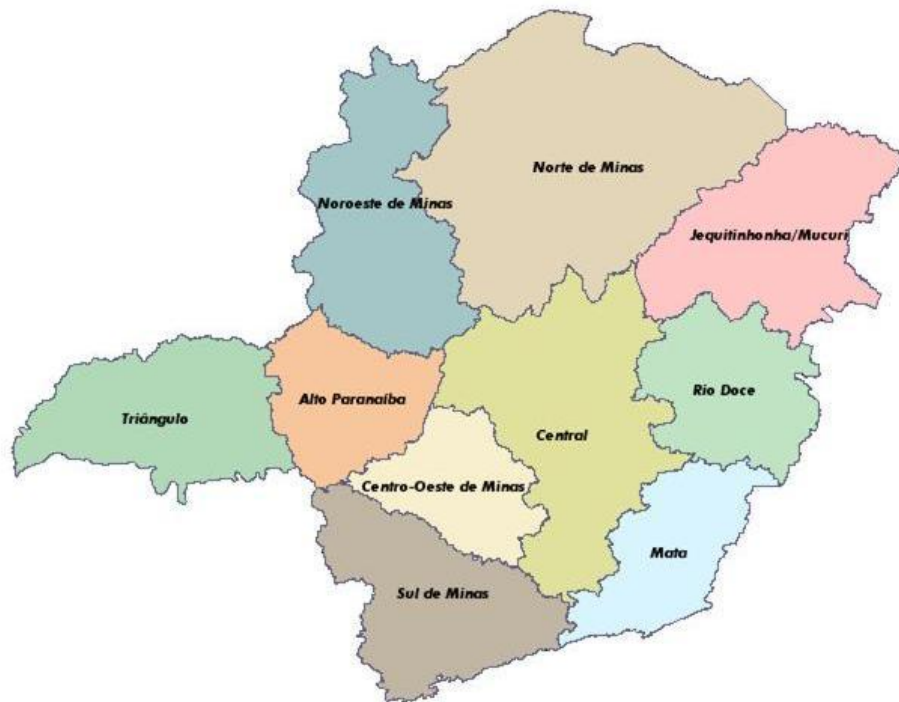 Norte de Minas
Noroeste de Minas
Jequitinhonha/Mucuri
Triângulo
Alto Paranaíba
Rio Doce
Central
Centro-Oeste de Minas
Mata
Sul de Minas